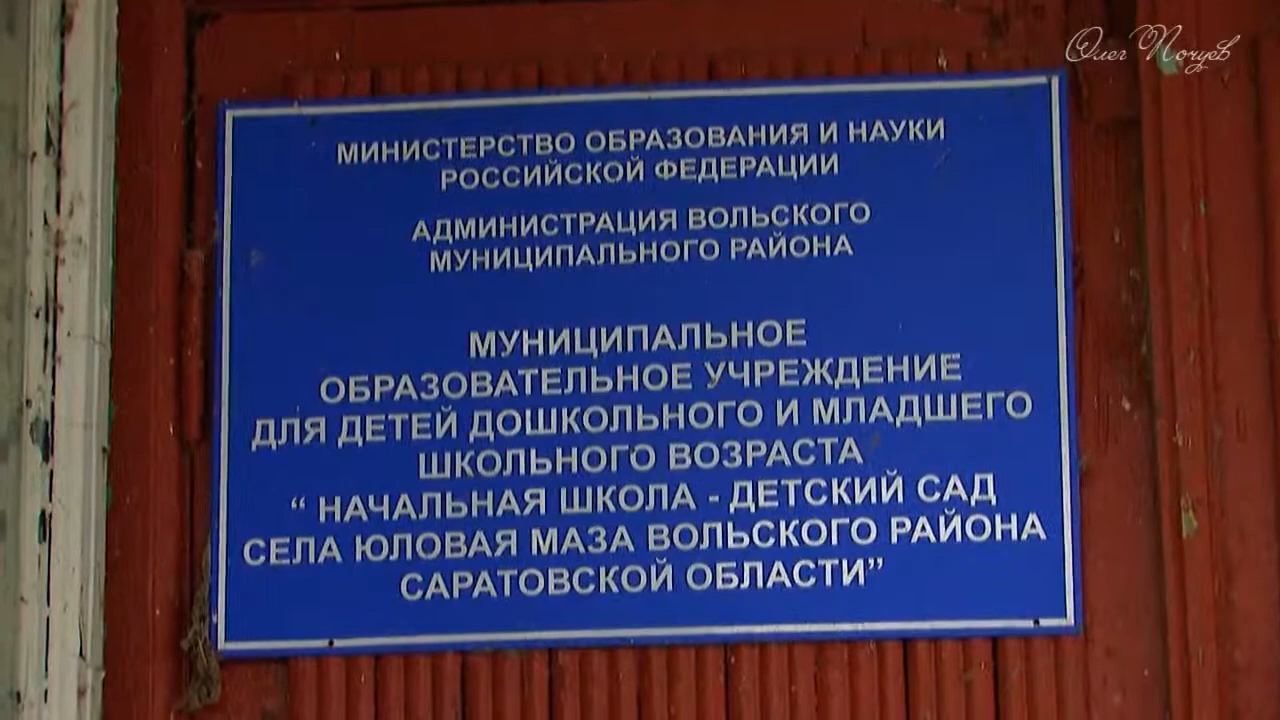 Олег Почуев
МИНИСТЕРСТВО ОБРАЗОВАНИЯ И НАУКИ
РОССИЙСКОЙ ФЕДЕРАЦИИ
АДМИНИСТРАЦИЯ ВОЛЬСКОГО
МУНИЦИПАЛЬНОГО РАЙОНА
МУНИЦИПАЛЬНОЕ
ОБРАЗОВАТЕЛЬНОЕ УЧРЕЖДЕНИЕ
ДЛЯ ДЕТЕЙ ДОШКОЛЬНОГО И МЛАДШЕГО
ШКОЛЬНОГО ВОЗРАСТА
“ НАЧАЛЬНАЯ ШКОЛА - ДЕТСКИЙ САД
СЕЛА ЮЛОВАЯ МАЗА ВОЛЬСКОГО РАЙОНА
САРАТОВСКОЙ ОБЛАСТИ”